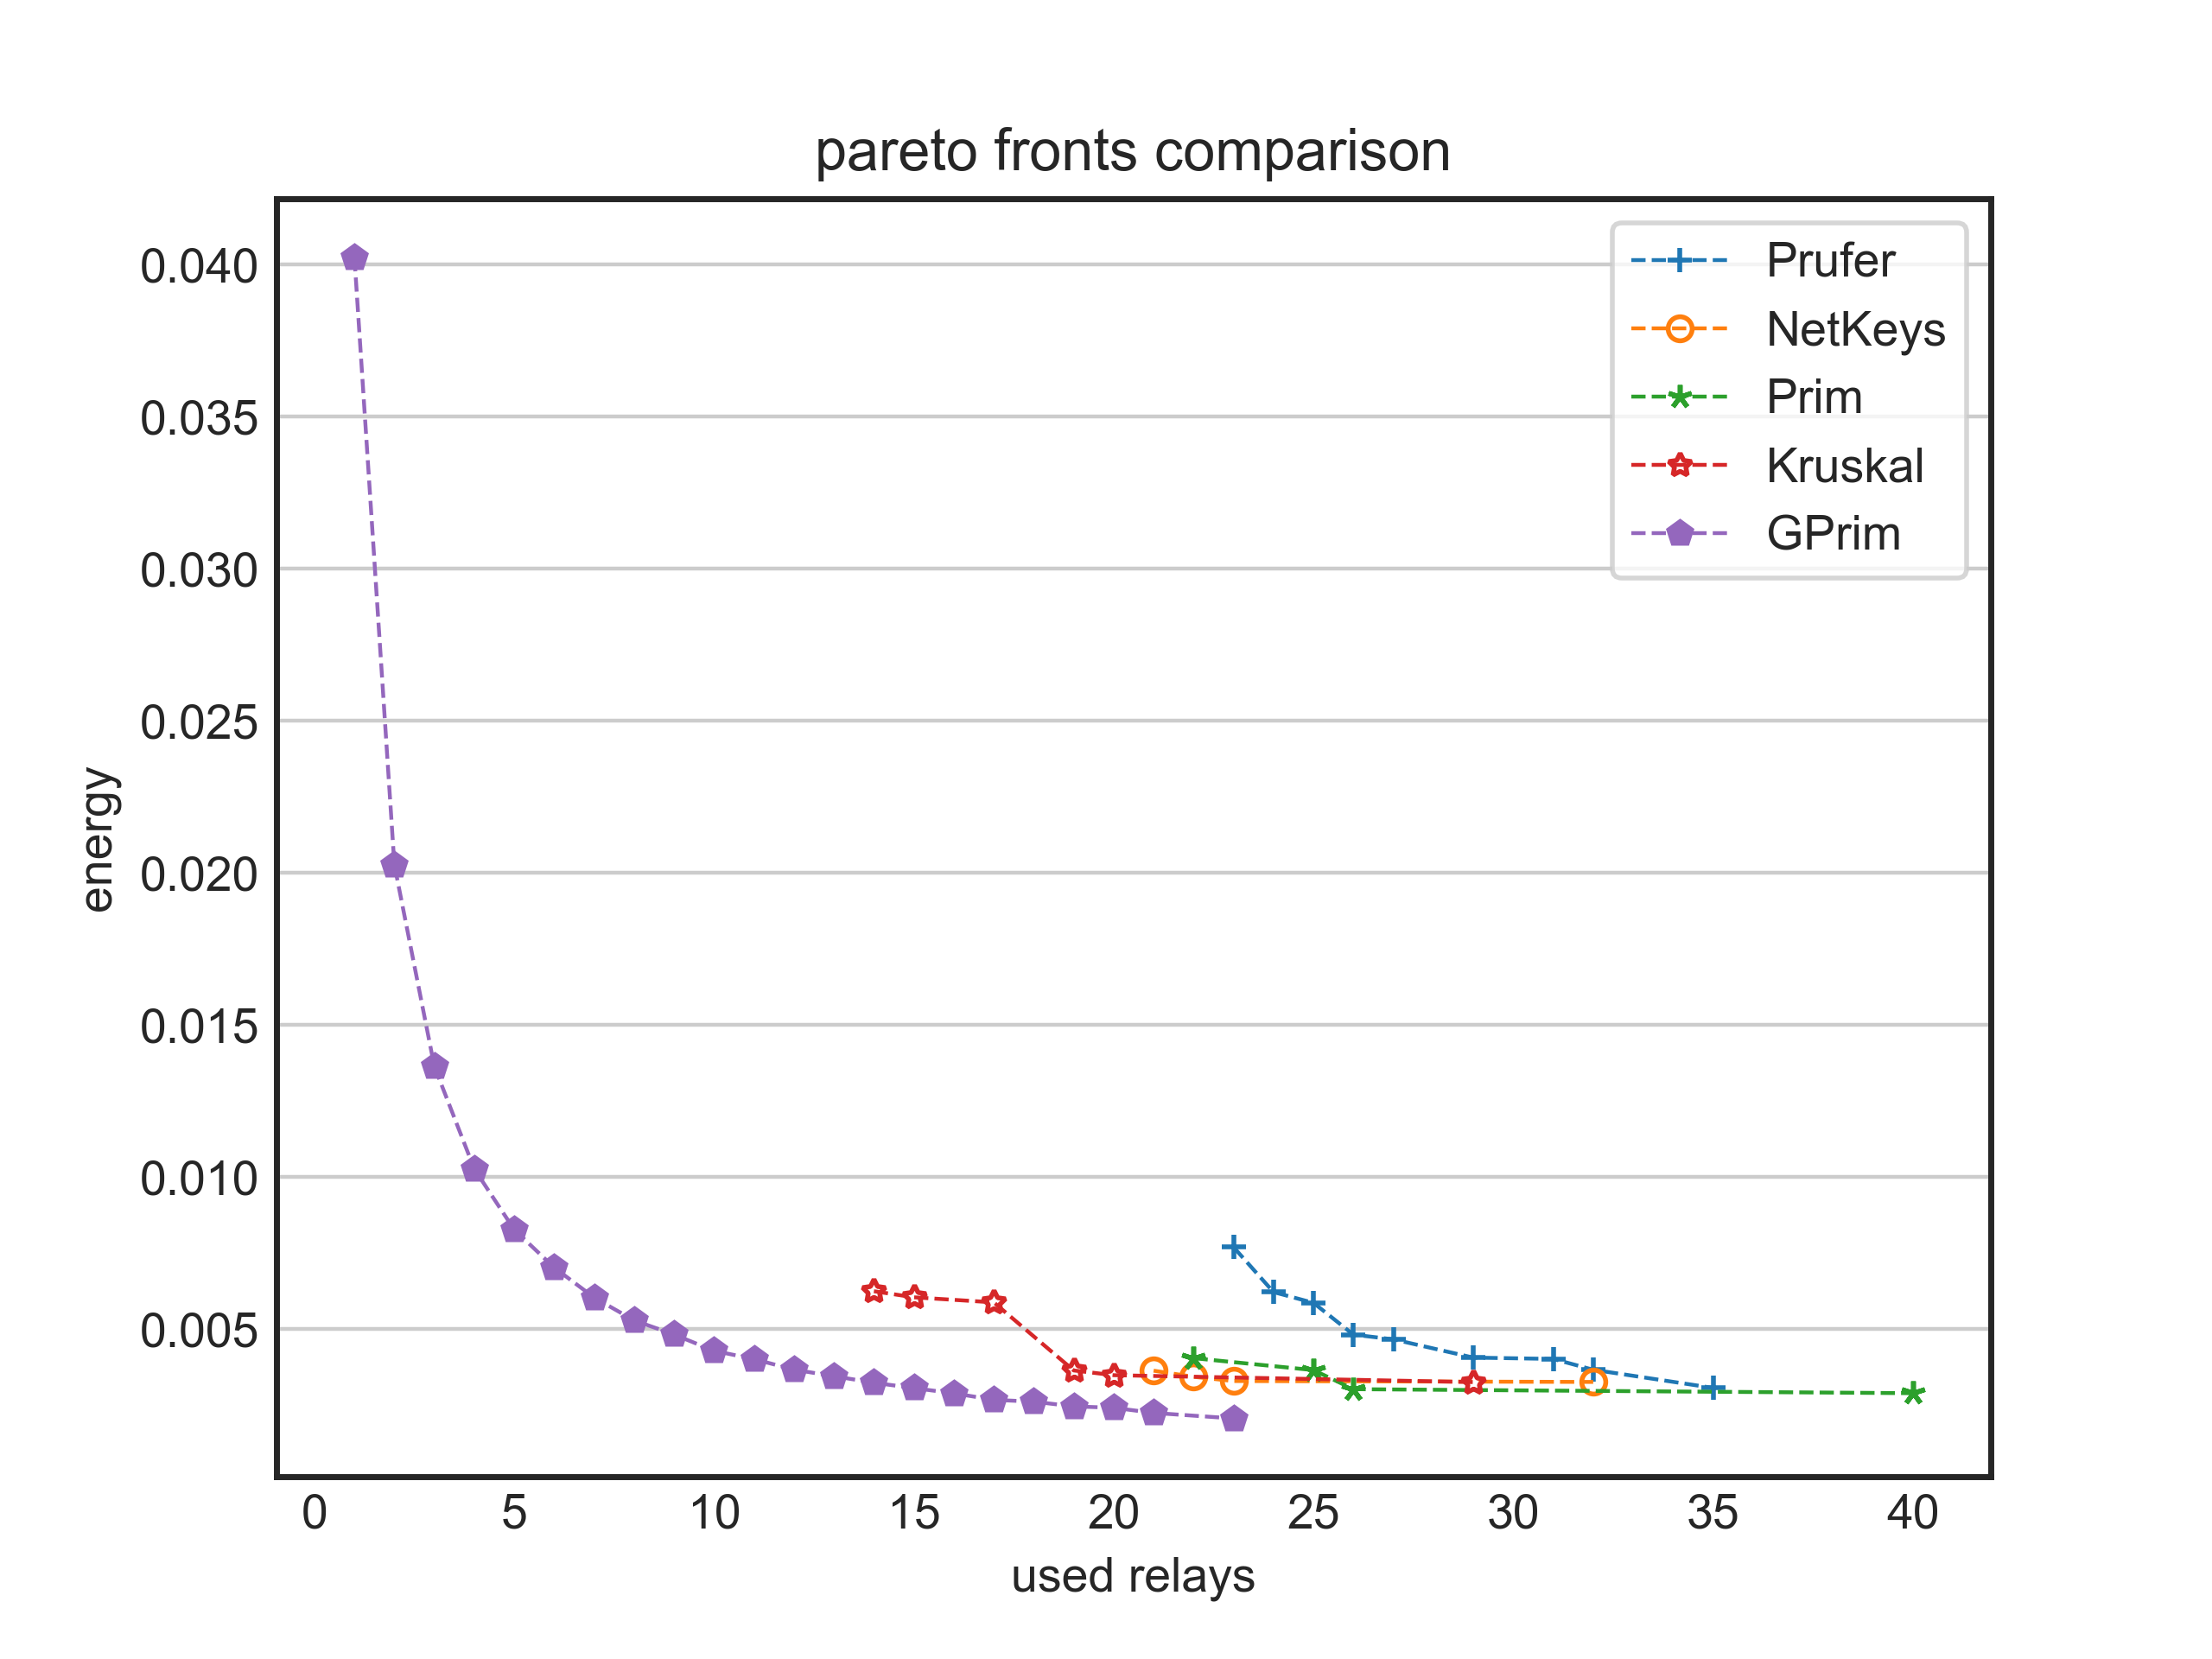 pareto fronts comparison
0.040
0.035
0.030
0.025
0.020
0.015
0.010
0.005
energy
Prufer
NetKeys
Prim
Kruskal
GPrim
0 5 10 15 20 25 30 35 40
used relays